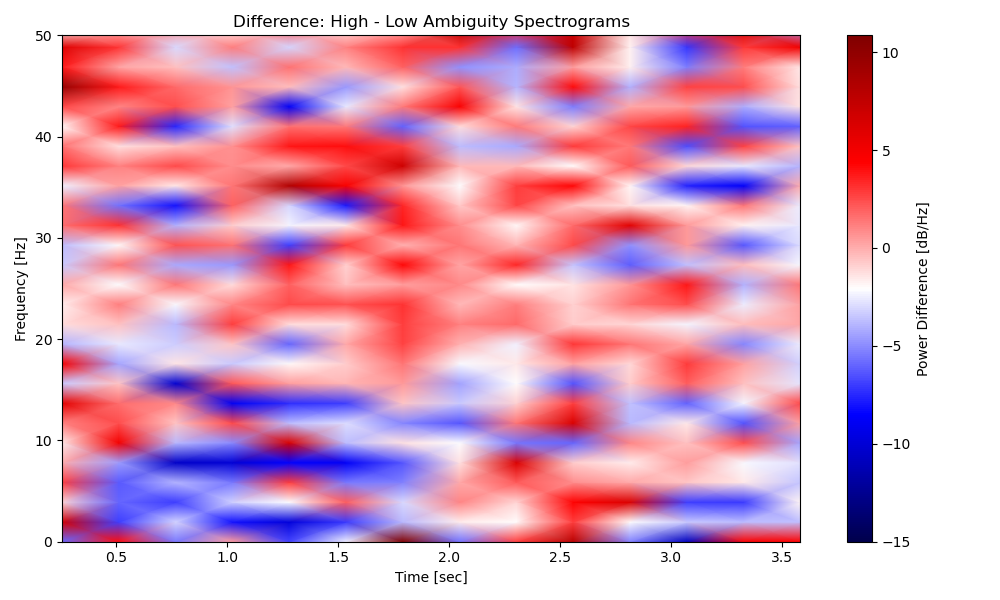 Difference: High - Low Ambiguity Spectrograms
50
40
30
20
10
0
Frequency [Hz]
0.5 1.0 1.5 2.0 2.5 3.0 3.5
Time [sec]
10
5
0
−5
−10
−15
Power Difference [dB/Hz]